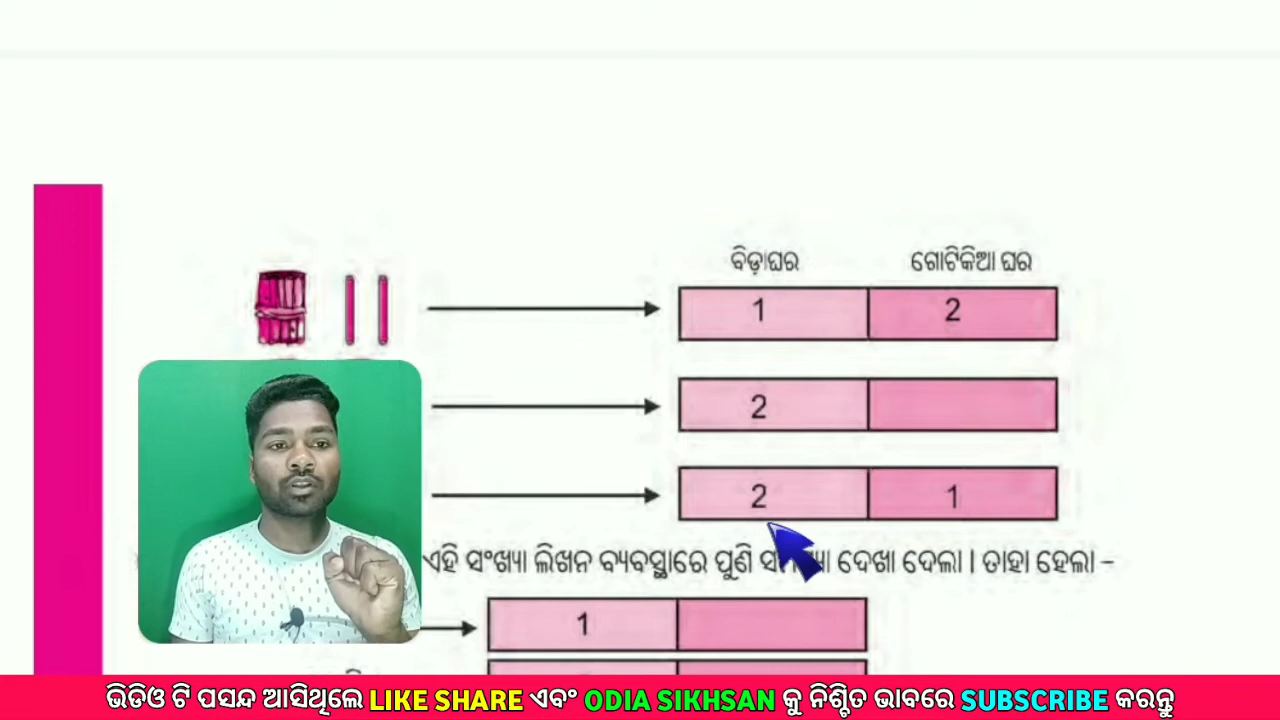 ବିଡ଼ାଘର ଗୋଟିକିଆ ଘର
1 2
2
2 1
ଏହି ସଂଖ୍ୟା ଲିଖନ ବ୍ୟବସ୍ଥାରେ ପୁଣି ଦେଖା ଦେଲା । ତାହା ହେଲା –
1
ଭିଡିଓ ଟି ପସନ୍ଦ ଆସିଥିଲେ LIKE SHARE ଏବଂ ODIA SIKHSAN କୁ ନିଶ୍ଚିତ ଭାବରେ SUBSCRIBE କରନ୍ତୁ